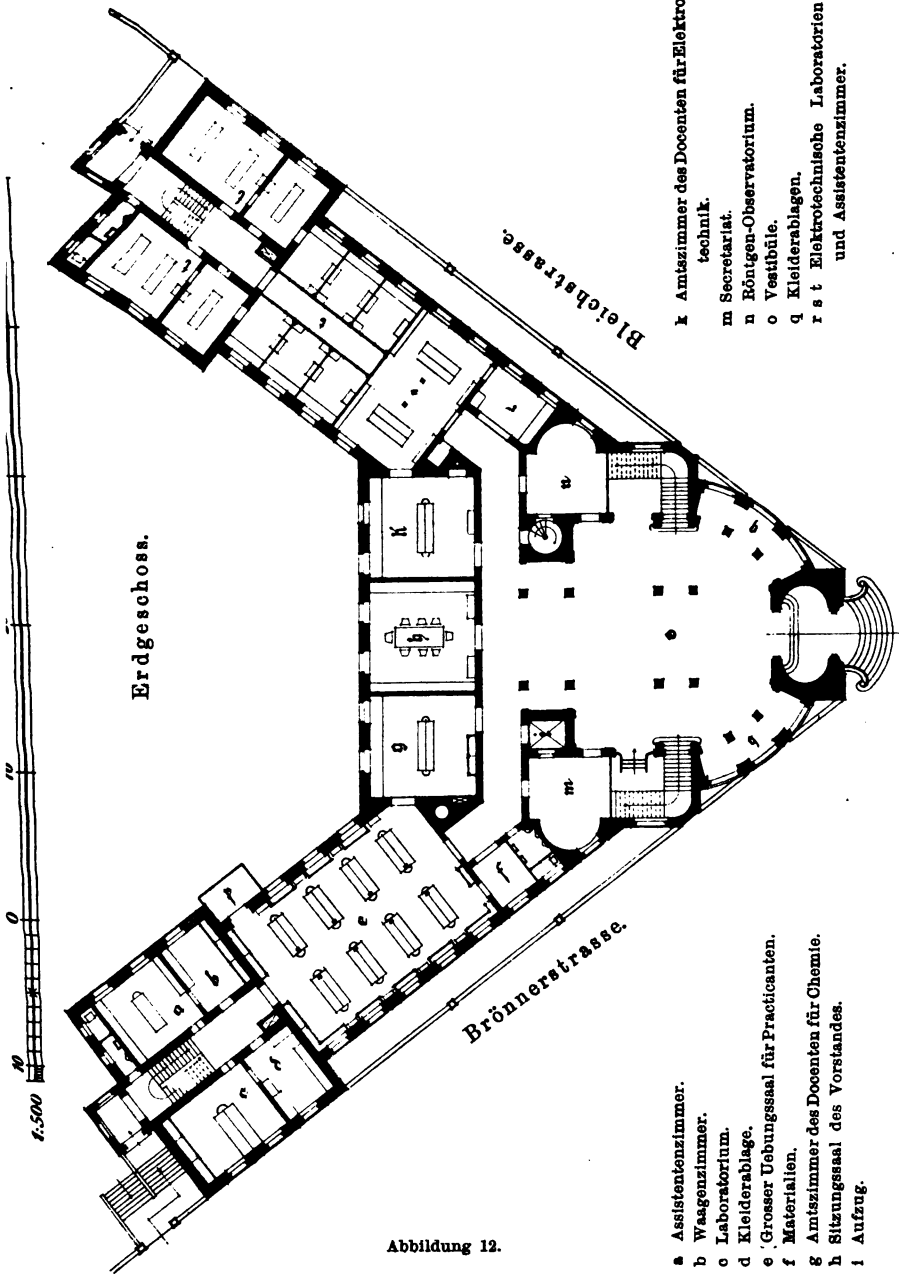 Erdgeschoss.
1:500
10
0
10
Bleichstrasse.
Brönnerstrasse.
a Assistentenzimmer.
b Waagenzimmer.
c Laboratorium.
d Kleiderablage.
e Grosser Uebungssaal für Practicanten.
f Materialien.
g Amtszimmer des Docenten für Chemie.
h Sitzungssaal des Vorstandes.
i Aufzug.
k Amtszimmer des Docenten für Elektro
technik.
m Secretariat.
n Röntgen-Observatorium.
o Vestibüle.
q Kleiderablagen.
r s t Elektrotechnische Laboratorien
und Assistentenzimmer.
a
b
c
d
e
f
g
h
K
m
n
o
p
q
r
s
t
t
Abbildung 12.